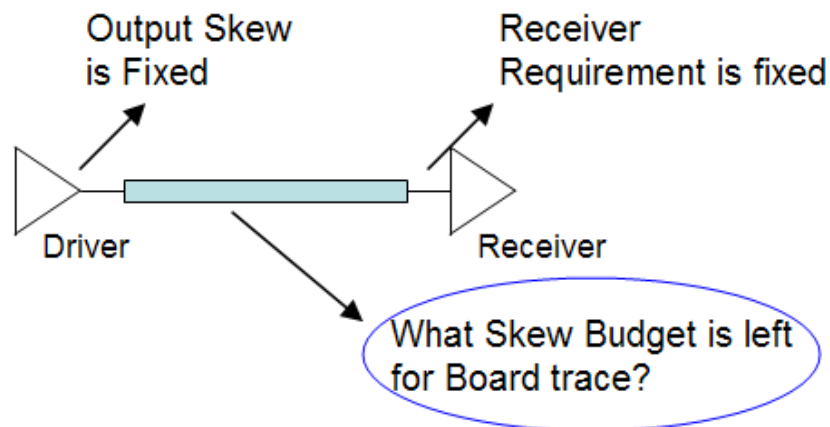 Output Skew
is Fixed
Receiver
Requirement is fixed
Driver
Receiver
What Skew Budget is left
for Board trace?